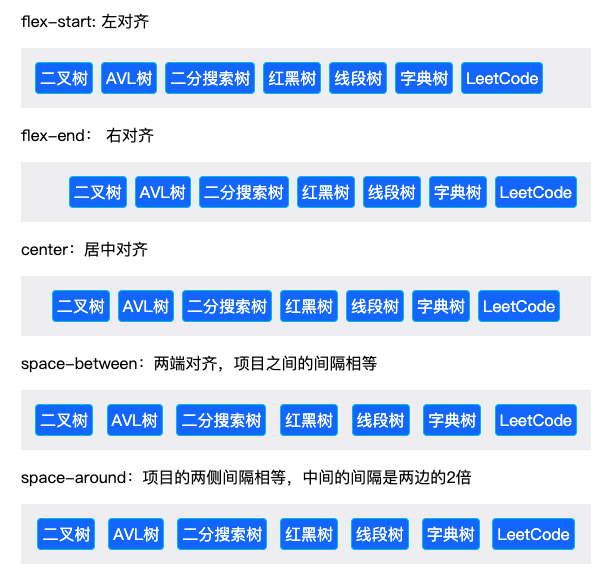 flex-start: 左对齐
二叉树 AVL树 二分搜索树 红黑树 线段树 字典树 LeetCode
flex-end： 右对齐
二叉树 AVL树 二分搜索树 红黑树 线段树 字典树 LeetCode
center：居中对齐
二叉树 AVL树 二分搜索树 红黑树 线段树 字典树 LeetCode
space-between：两端对齐，项目之间的间隔相等
二叉树 AVL树 二分搜索树 红黑树 线段树 字典树 LeetCode
space-around：项目的两侧间隔相等，中间的间隔是两边的2倍
二叉树 AVL树 二分搜索树 红黑树 线段树 字典树 LeetCode